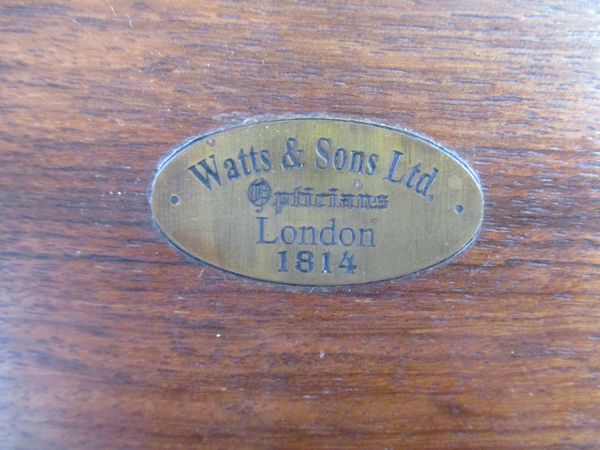 Watts & Sons Ltd.
Opticians
London
1814